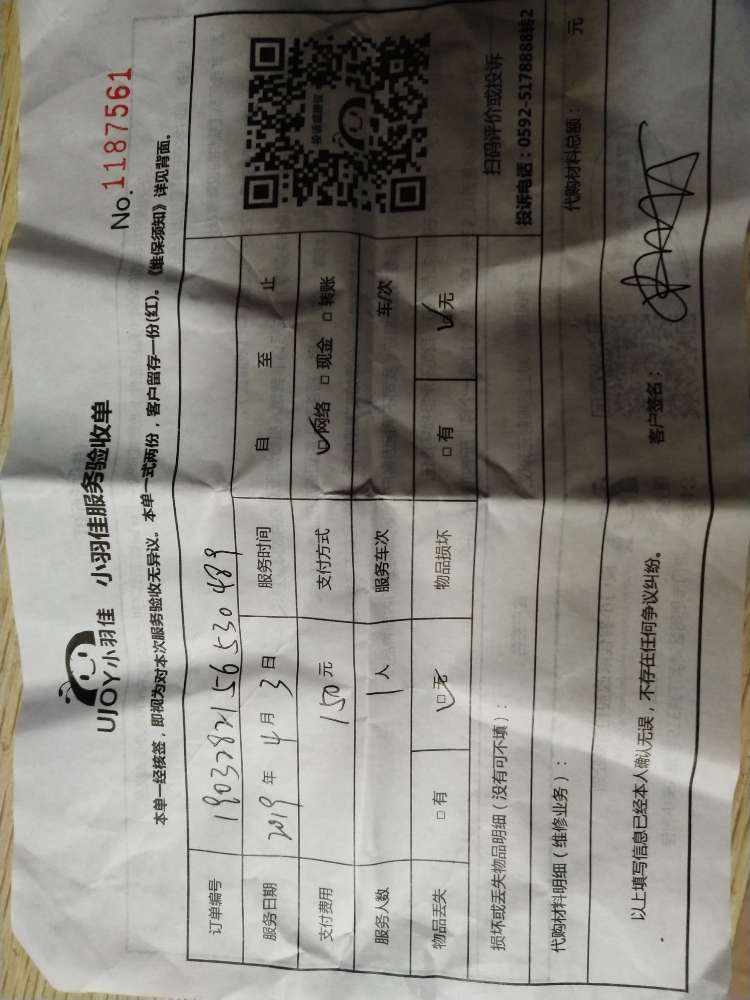 UJOY小羽佳 小羽佳服务验收单
No.1187561
本单一经核签，即视为对本次服务验收无异议。本单一式两份，客户留存一份(红)。《维保须知》详见背面。
订单编号 1903282156530489
服务日期 2019 年 4 月 3 日 服务时间 自 至 止
支付费用 150 元 支付方式 ☑网络 □现金 □转账
服务人数 1 人 服务车次 车/次
物品丢失 □有 ☑无 物品损坏 □有 ☑无
扫码评价或投诉
投诉电话：0592-5178888转2
损坏或丢失物品明细（没有可不填）：
代购材料明细（维修业务）： 代购材料总额： 元
以上填写信息已经本人确认无误，不存在任何争议纠纷。 客户签名：